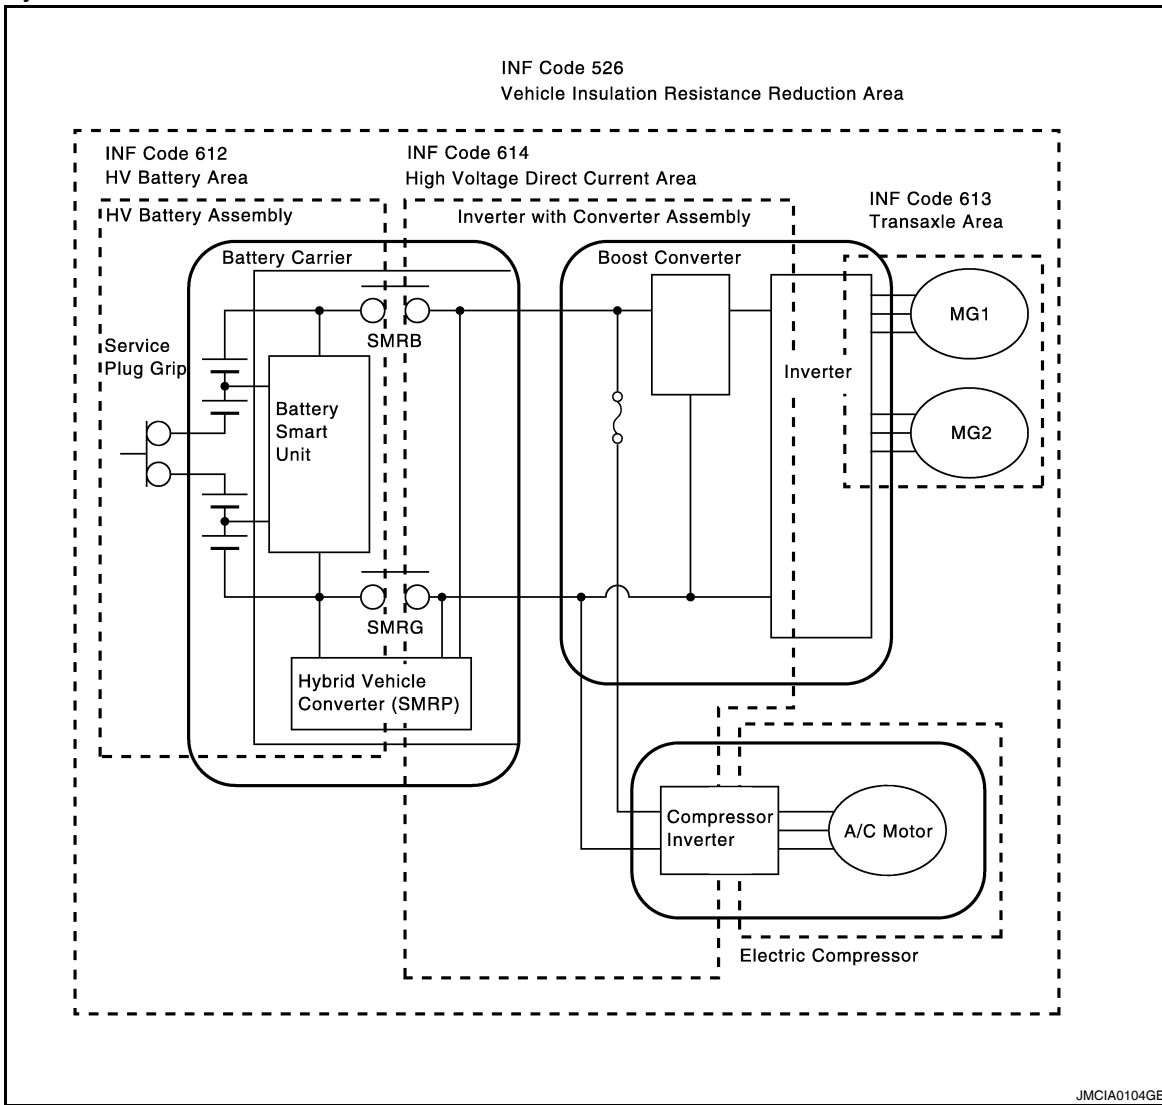 INF Code 526
Vehicle Insulation Resistance Reduction Area
INF Code 612
HV Battery Area
INF Code 614
High Voltage Direct Current Area
INF Code 613
Transaxle Area
HV Battery Assembly
Inverter with Converter Assembly
Battery Carrier
Boost Converter
MG1
SMRB
Service
Plug Grip
Inverter
Battery
Smart
Unit
MG2
SMRG
Hybrid Vehicle
Converter (SMRP)
Compressor
Inverter
A/C Motor
Electric Compressor